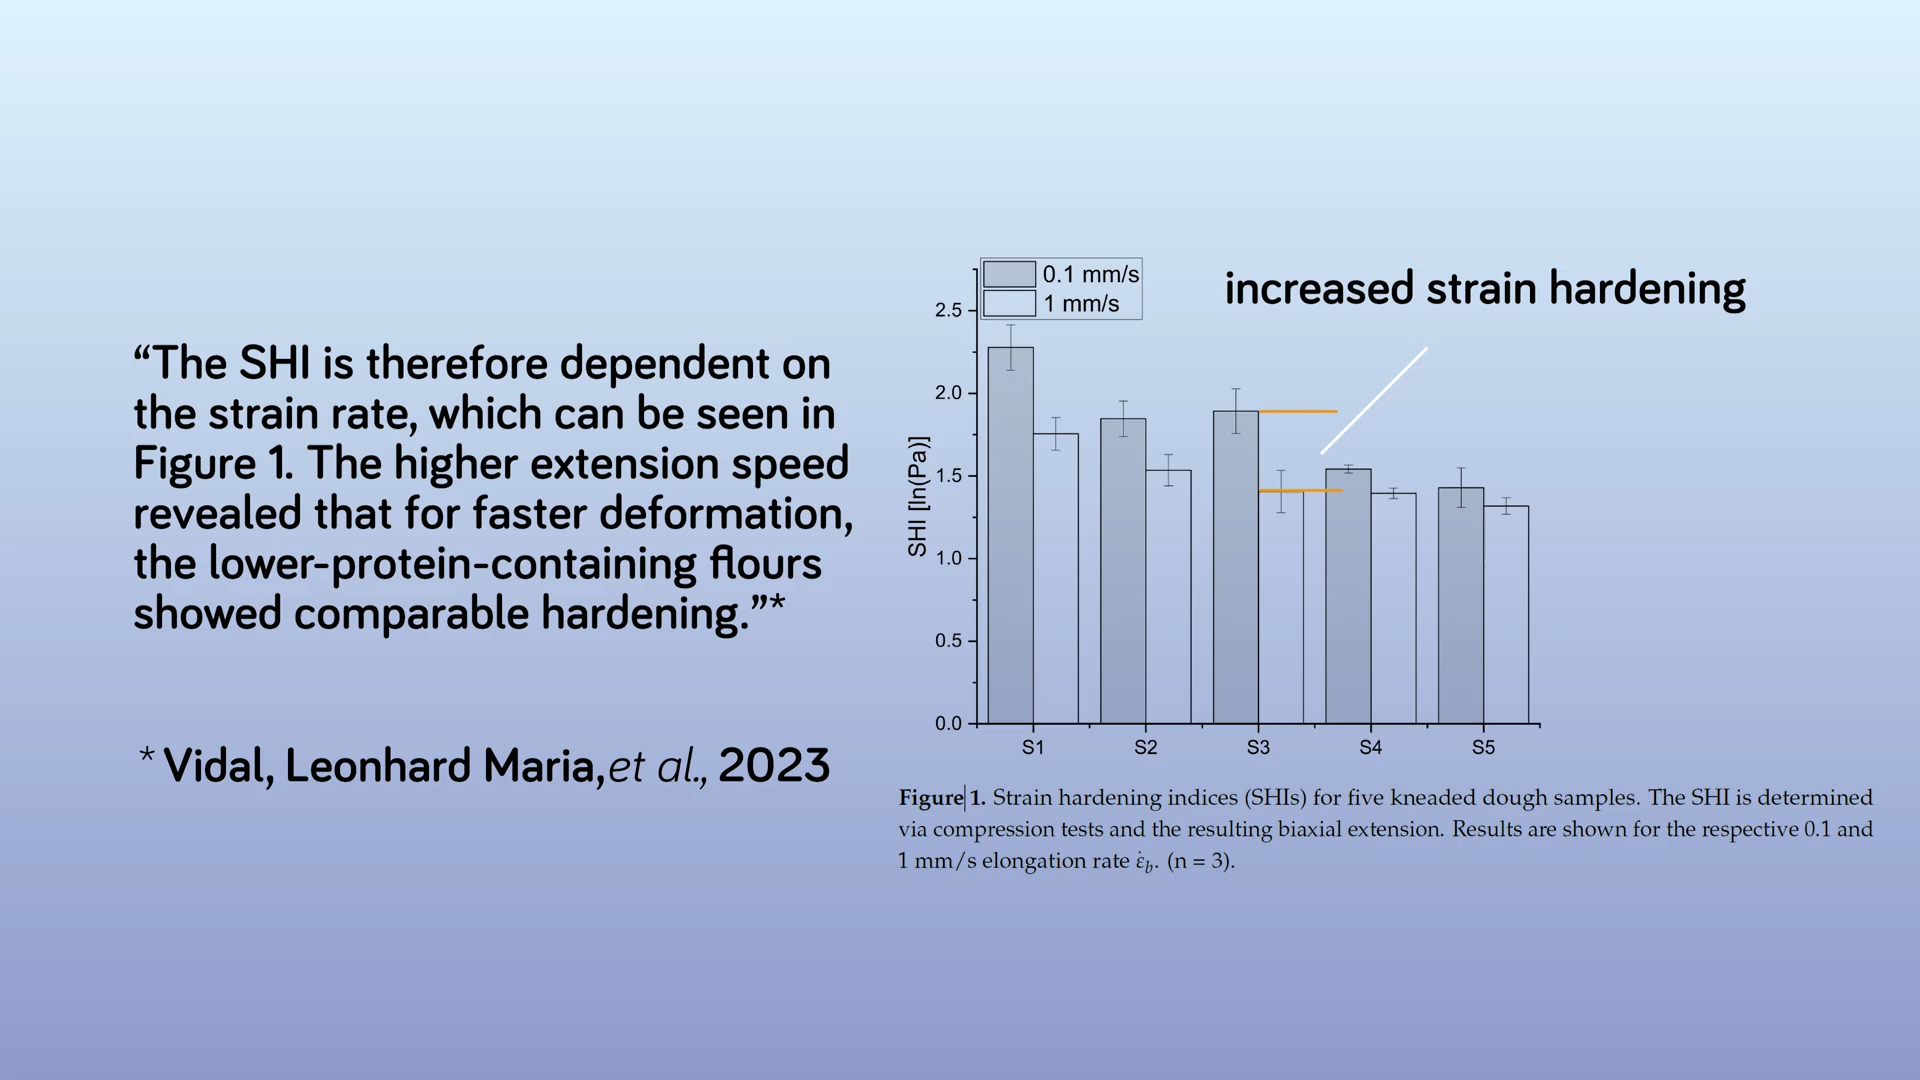 “The SHI is therefore dependent on
the strain rate, which can be seen in
Figure 1. The higher extension speed
revealed that for faster deformation,
the lower-protein-containing flours
showed comparable hardening.”*
* Vidal, Leonhard Maria, et al., 2023
increased strain hardening
0.1 mm/s
1 mm/s
SHI [ln(Pa)]
2.5
2.0
1.5
1.0
0.5
0.0
S1 S2 S3 S4 S5
Figure 1. Strain hardening indices (SHIs) for five kneaded dough samples. The SHI is determined
via compression tests and the resulting biaxial extension. Results are shown for the respective 0.1 and
1 mm/s elongation rate ε̇b. (n = 3).